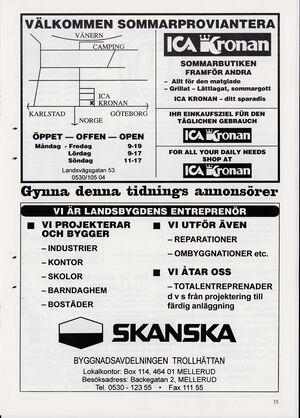 VÄLKOMMEN SOMMARPROVIANTERA
VÄNERN
CAMPING
ICA
KRONAN
KARLSTAD
GÖTEBORG
NORGE
ÖPPET — OFFEN — OPEN
Måndag - Fredag 9-19
Lördag 9-17
Söndag 11-17
Landsvägsgatan 53
0530/105 04
ICA Kronan
SOMMARBUTIKEN
FRAMFÖR ANDRA
– Allt för den matglade
– Grillat – Lättlagat, sommargott
ICA KRONAN – ditt sparadis
IHR EINKAUFSZIEL FÜR DEN
TÄGLICHEN GEBRAUCH
ICA Kronan
FOR ALL YOUR DAILY NEEDS
SHOP AT
ICA Kronan
Gynna denna tidnings annonsörer
VI ÄR LANDSBYGDENS ENTREPRENÖR
VI PROJEKTERAR
OCH BYGGER
– INDUSTRIER
– KONTOR
– SKOLOR
– BARNDAGHEM
– BOSTÄDER
VI UTFÖR ÄVEN
– REPARATIONER
– OMBYGGNATIONER etc.
VI ÅTAR OSS
– TOTALENTREPRENADER
d v s från projektering till
färdig anläggning
SKANSKA
BYGGNADSAVDELNINGEN TROLLHÄTTAN
Lokalkontor: Box 114, 464 01 MELLERUD
Besöksadress: Backegatan 2, MELLERUD
Tel. 0530 - 123 55 • Fax 111 55
15